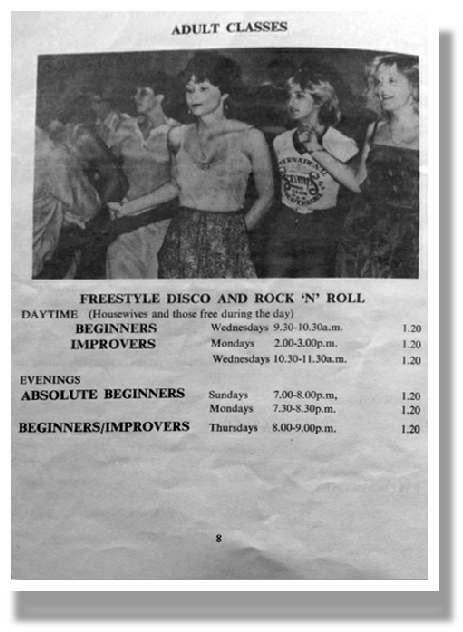 ADULT CLASSES
INTERNATIONAL
FREESTYLE DISCO AND ROCK 'N' ROLL
DAYTIME (Housewives and those free during the day)
BEGINNERS Wednesdays 9.30-10.30a.m. 1.20
IMPROVERS Mondays 2.00-3.00p.m. 1.20
Wednesdays 10.30-11.30a.m. 1.20
EVENINGS
ABSOLUTE BEGINNERS Sundays 7.00-8.00p.m, 1.20
Mondays 7.30-8.30p.m. 1.20
BEGINNERS/IMPROVERS Thursdays 8.00-9.00p.m. 1.20
8